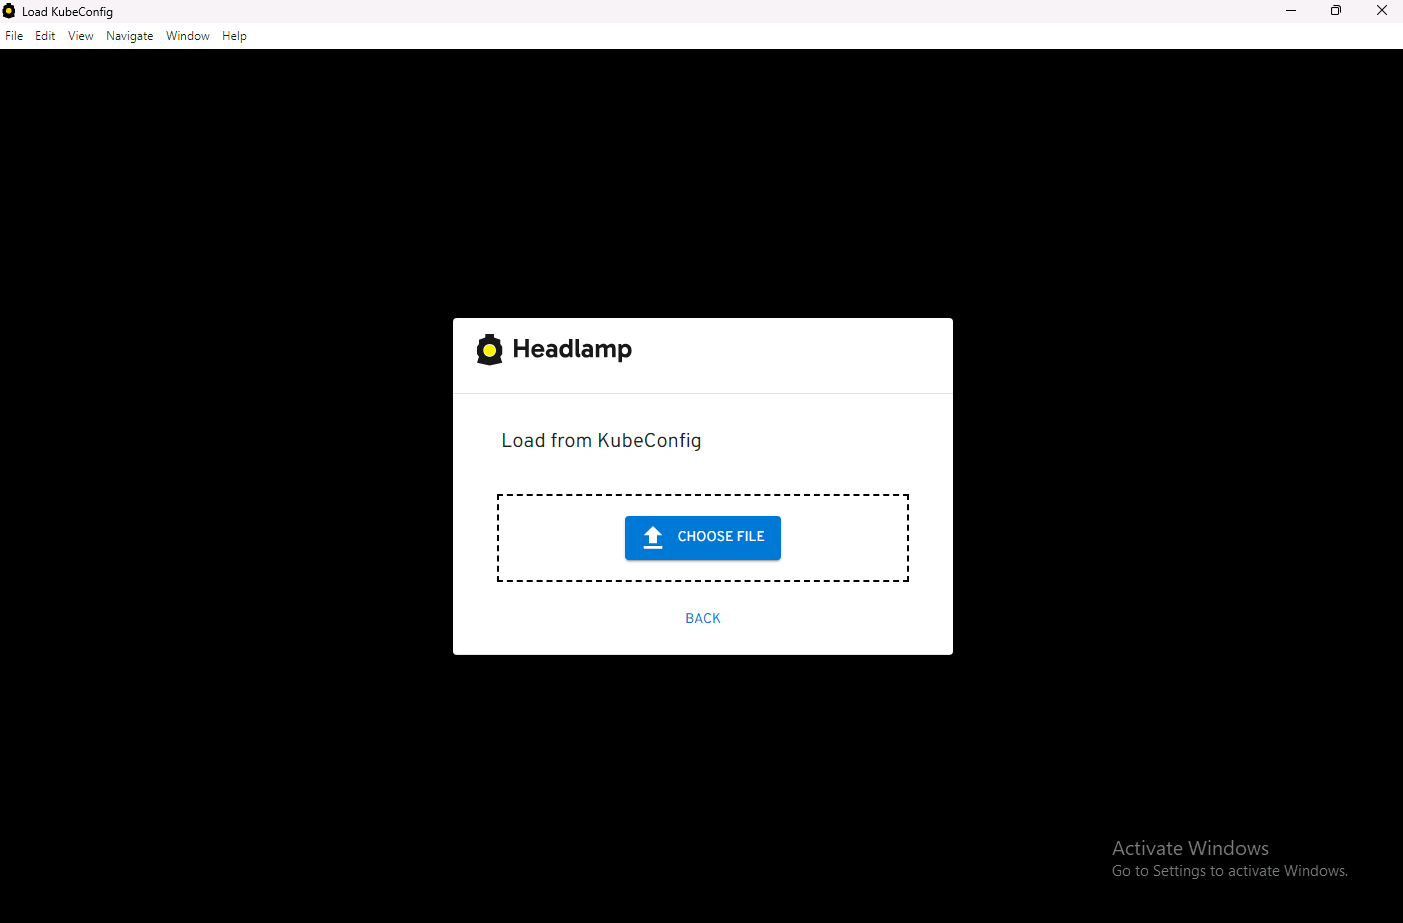 Load KubeConfig
File Edit View Navigate Window Help
Headlamp
Load from KubeConfig
CHOOSE FILE
BACK
Activate Windows
Go to Settings to activate Windows.